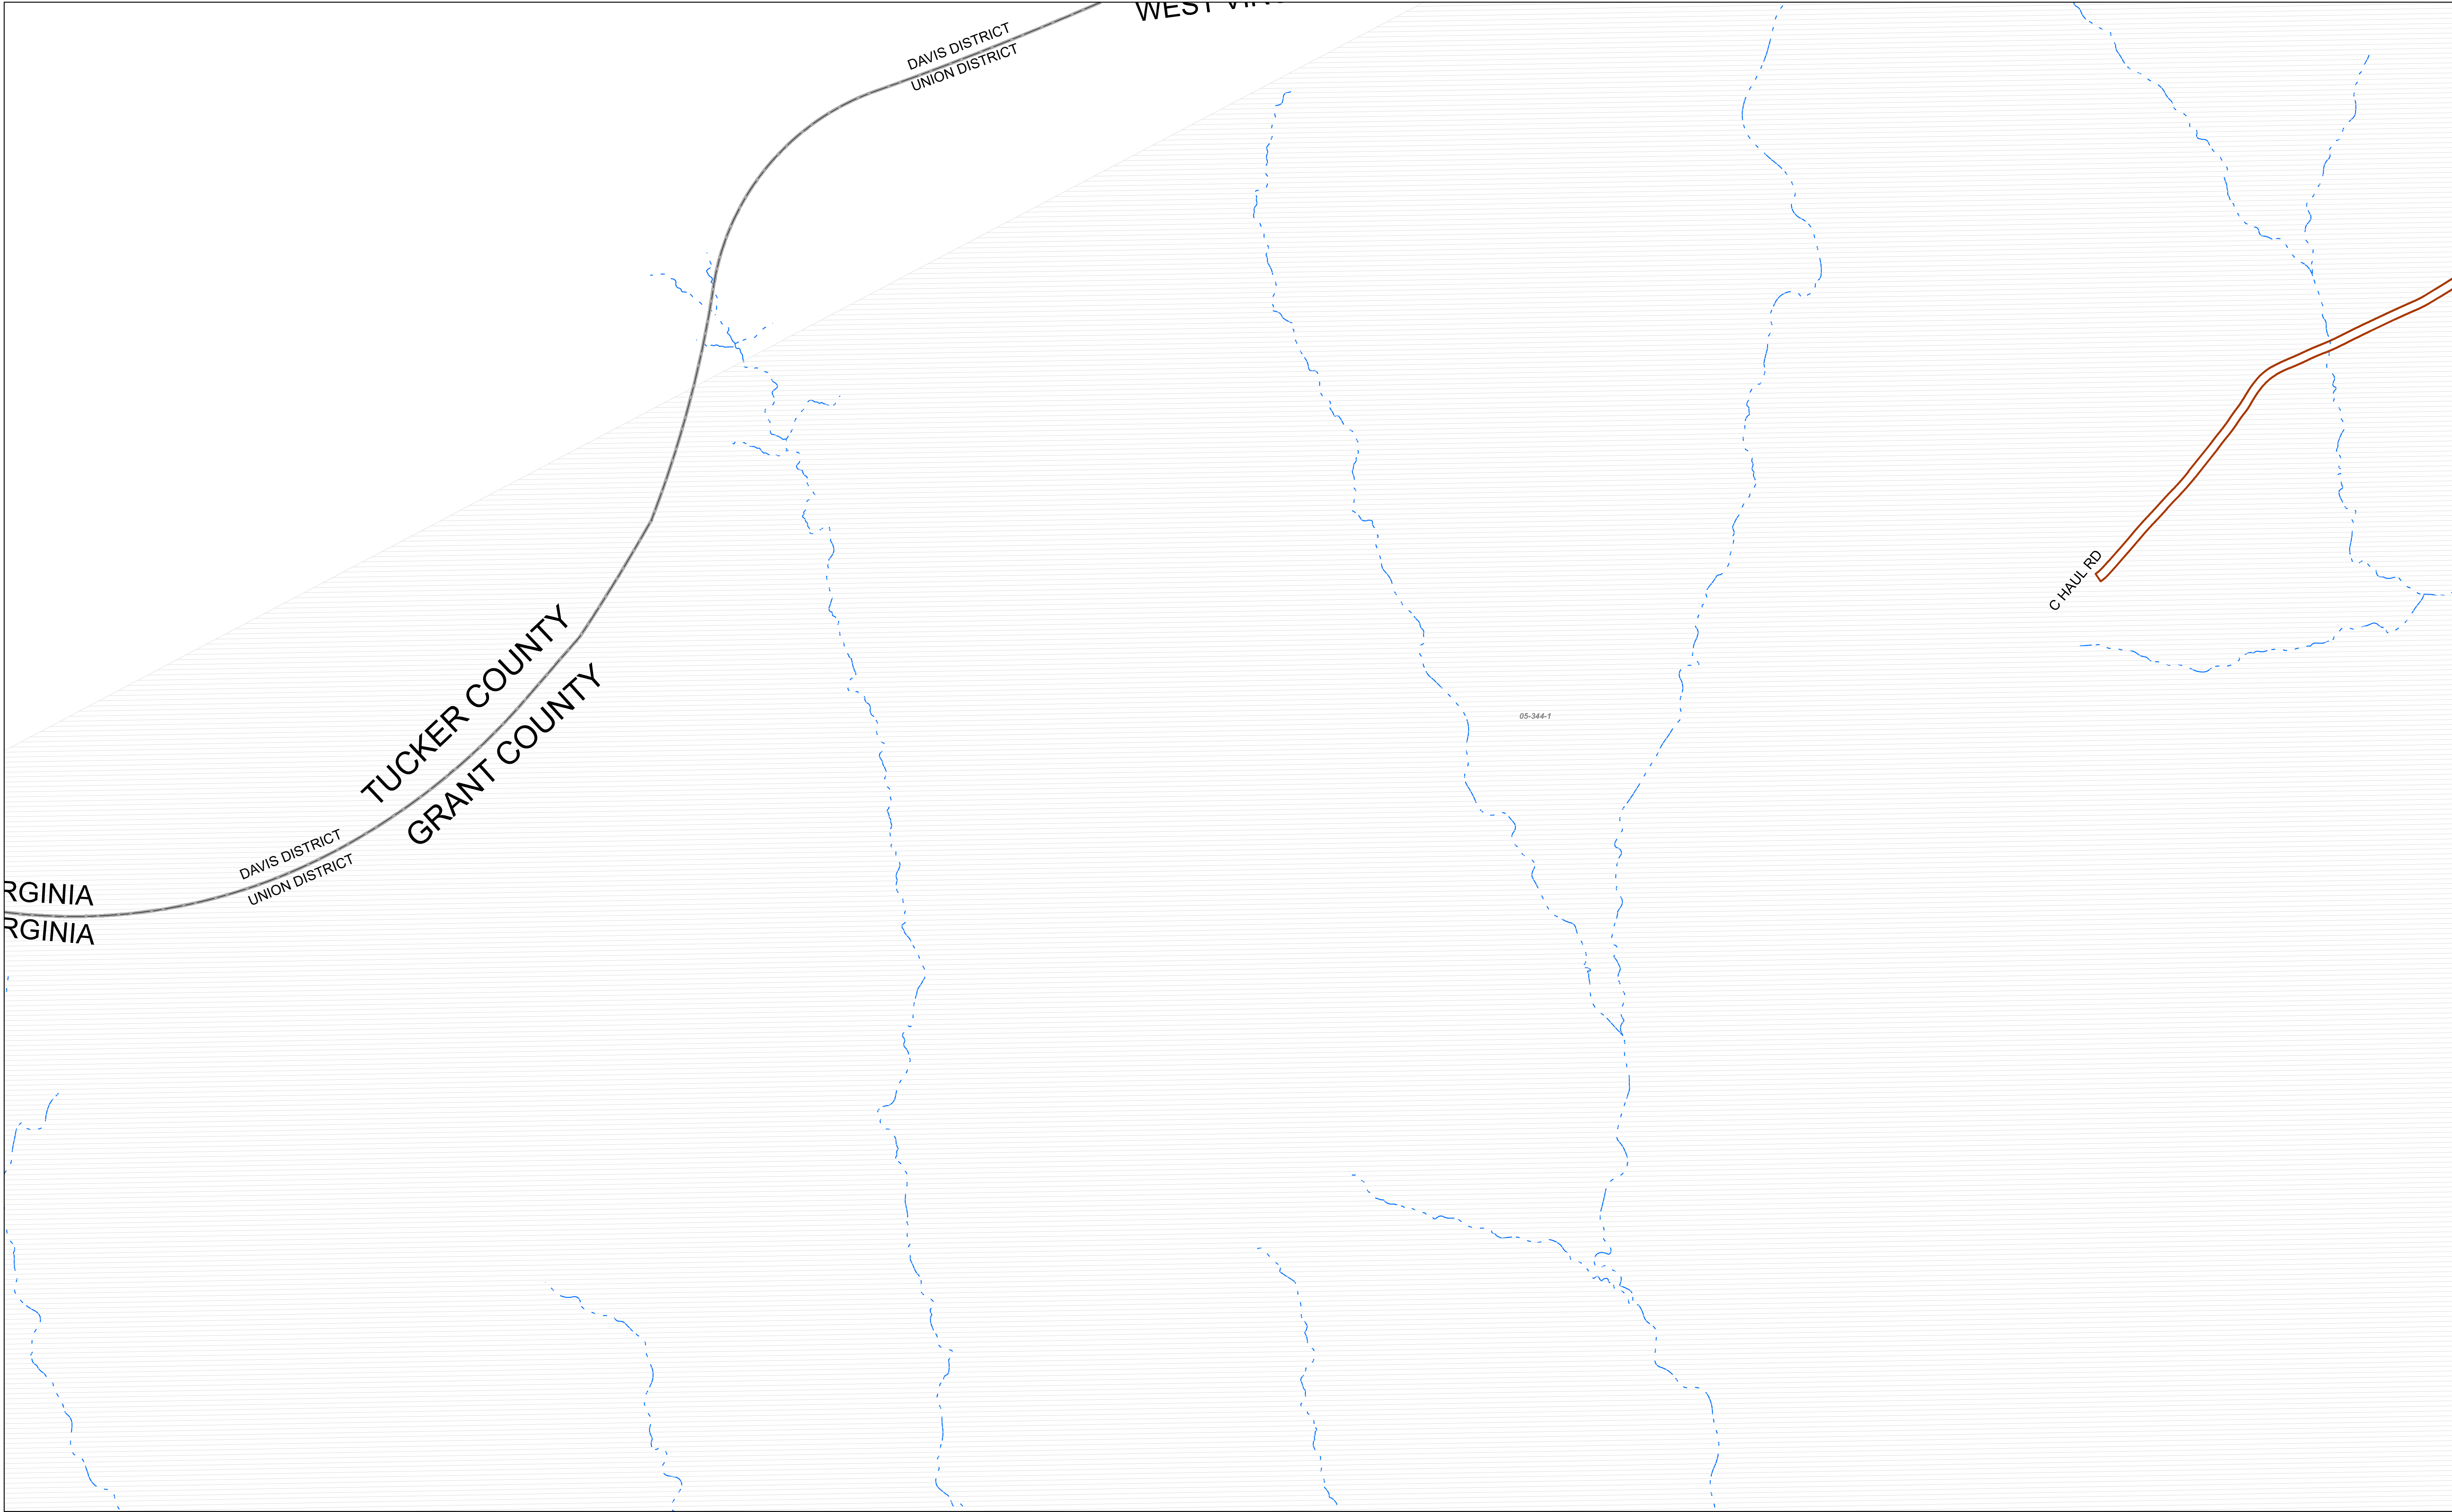 DAVIS DISTRICT
UNION DISTRICT
C HAUL RD
TUCKER COUNTY
GRANT COUNTY
05-344-1
DAVIS DISTRICT
UNION DISTRICT
RGINIA
RGINIA